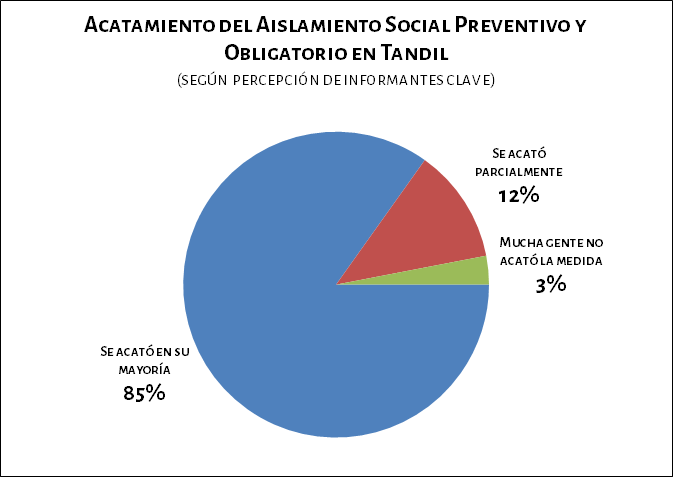 Acatamiento del Aislamiento Social Preventivo y
Obligatorio en Tandil
(según percepción de informantes clave)
Se acató
parcialmente
12%
Mucha gente no
acató la medida
3%
Se acató en su
mayoría
85%